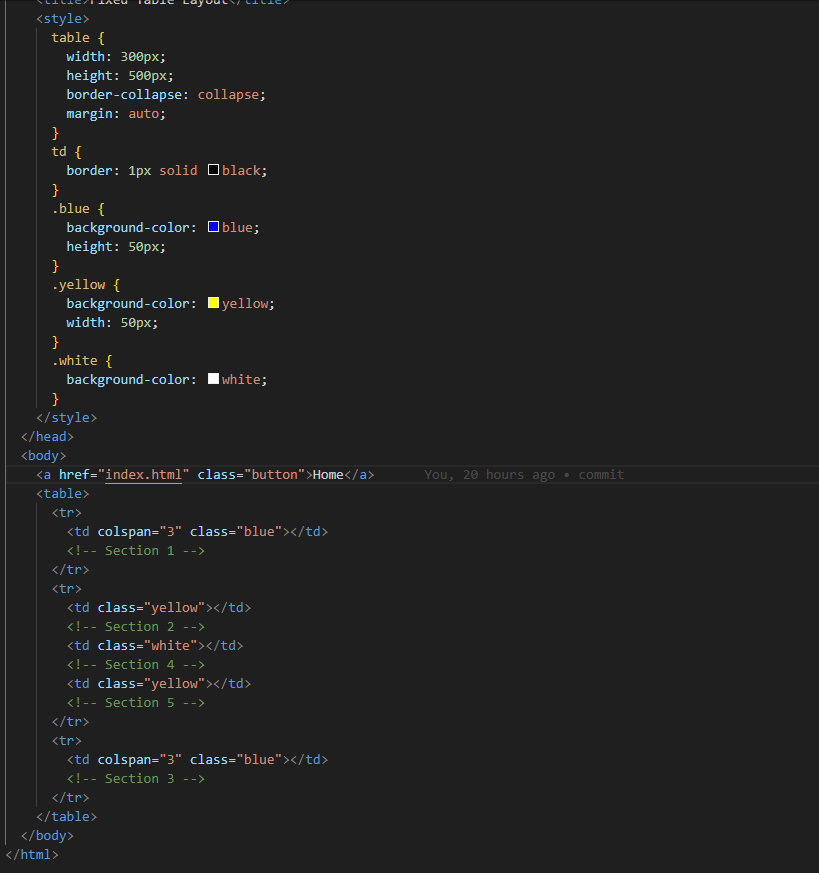 <title>Fixed Table Layout</title>
<style>
table {
width: 300px;
height: 500px;
border-collapse: collapse;
margin: auto;
}
td {
border: 1px solid black;
}
.blue {
background-color: blue;
height: 50px;
}
.yellow {
background-color: yellow;
width: 50px;
}
.white {
background-color: white;
}
</style>
</head>
<body>
<a href="index.html" class="button">Home</a> You, 20 hours ago • commit
<table>
<tr>
<td colspan="3" class="blue"></td>
<!-- Section 1 -->
</tr>
<tr>
<td class="yellow"></td>
<!-- Section 2 -->
<td class="white"></td>
<!-- Section 4 -->
<td class="yellow"></td>
<!-- Section 5 -->
</tr>
<tr>
<td colspan="3" class="blue"></td>
<!-- Section 3 -->
</tr>
</table>
</body>
</html>